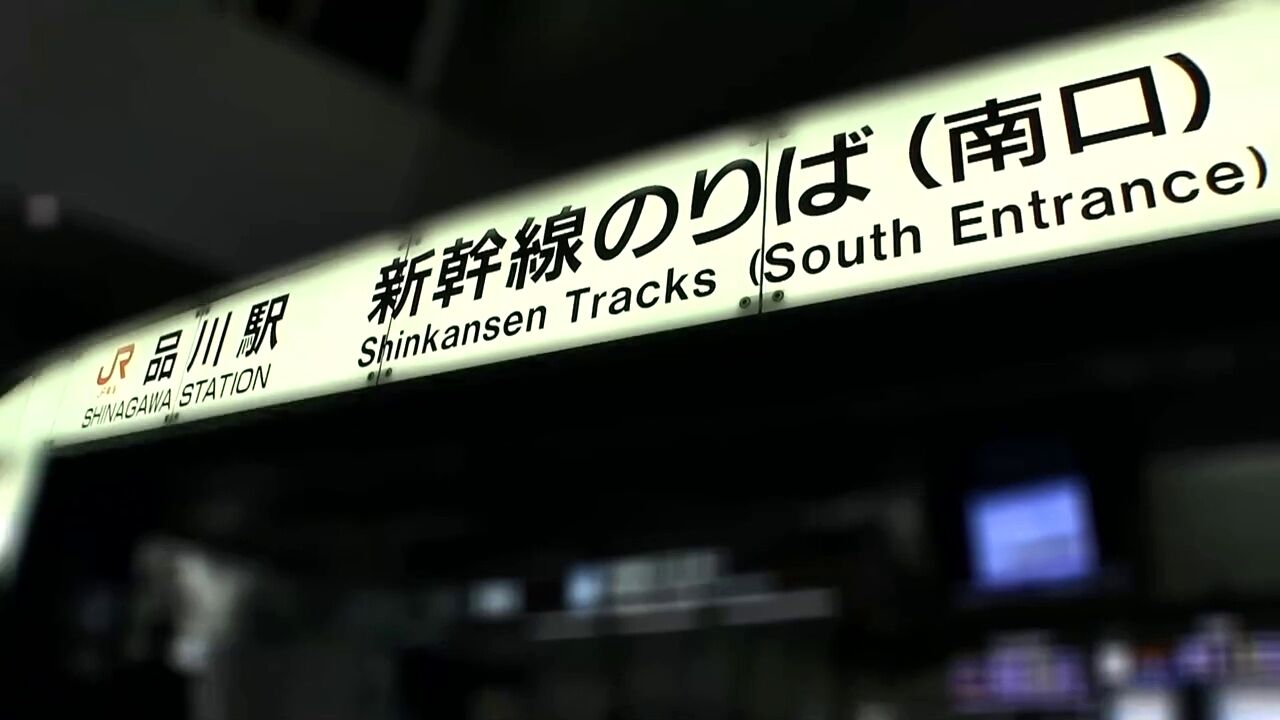 JR 品川駅
SHINAGAWA STATION
新幹線のりば(南口)
Shinkansen Tracks (South Entrance)